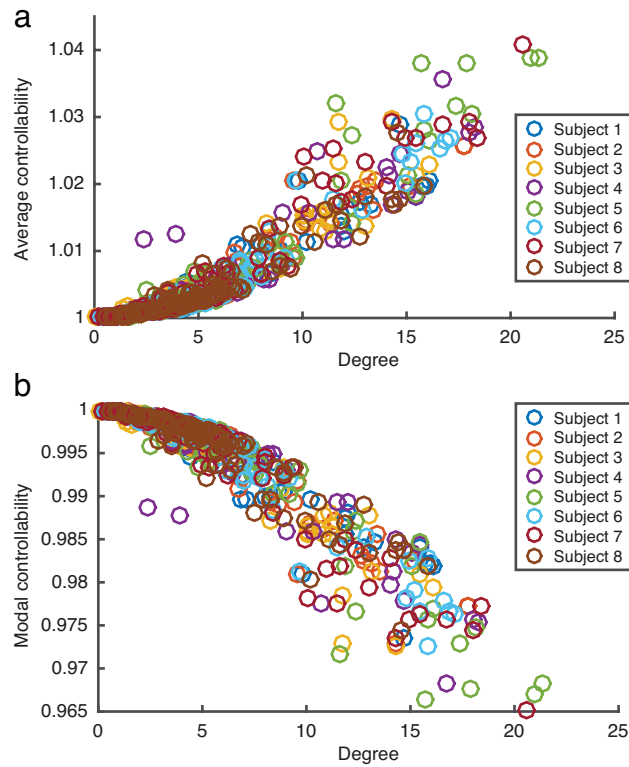 a
Average controllability
1.04
1.03
1.02
1.01
1
0
5
10
15
20
25
Degree
Subject 1
Subject 2
Subject 3
Subject 4
Subject 5
Subject 6
Subject 7
Subject 8
b
Modal controllability
1
0.995
0.99
0.985
0.98
0.975
0.97
0.965
0
5
10
15
20
25
Degree
Subject 1
Subject 2
Subject 3
Subject 4
Subject 5
Subject 6
Subject 7
Subject 8